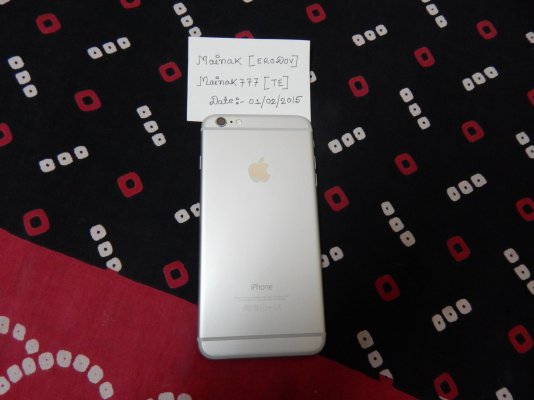 Mainak [ERODOV]
Mainak777 [TE]
Date:- 01/02/2015
iPhone